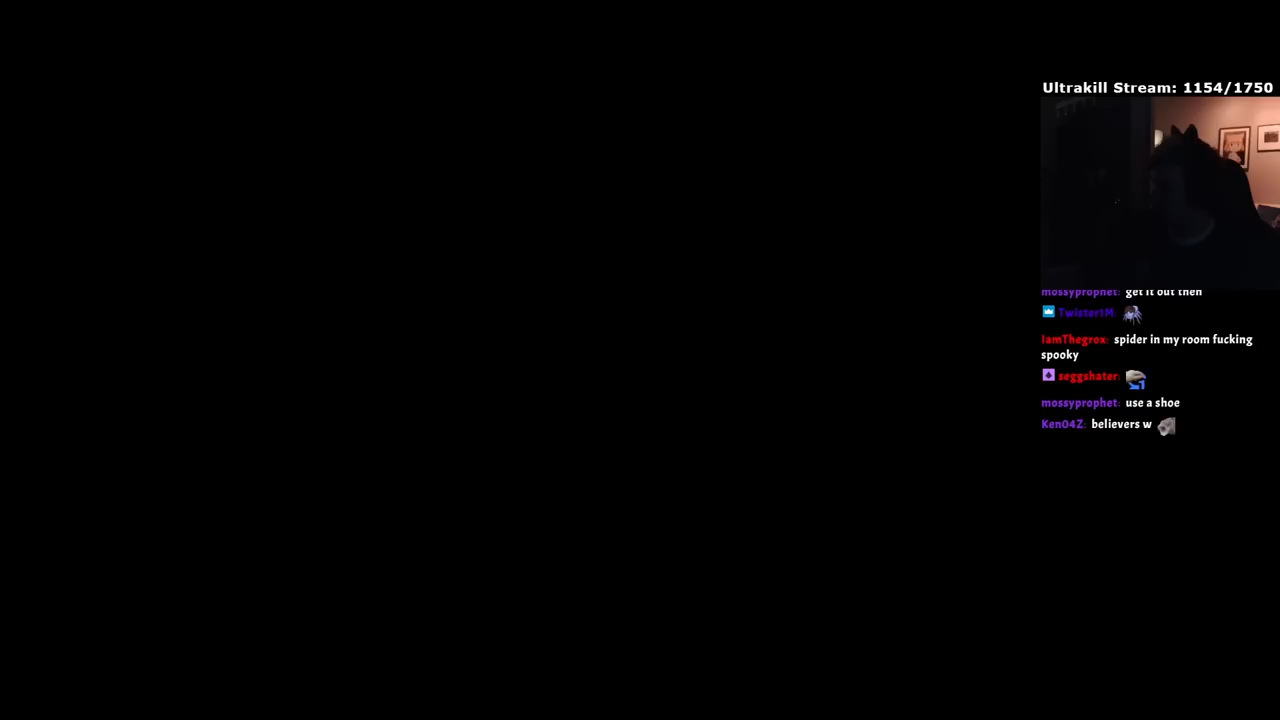 Ultrakill Stream: 1154/1750
mossyprophet: get it out then
Twister1M:
IamThegrox: spider in my room fucking
spooky
seggshater:
mossyprophet: use a shoe
Ken04Z: believers w